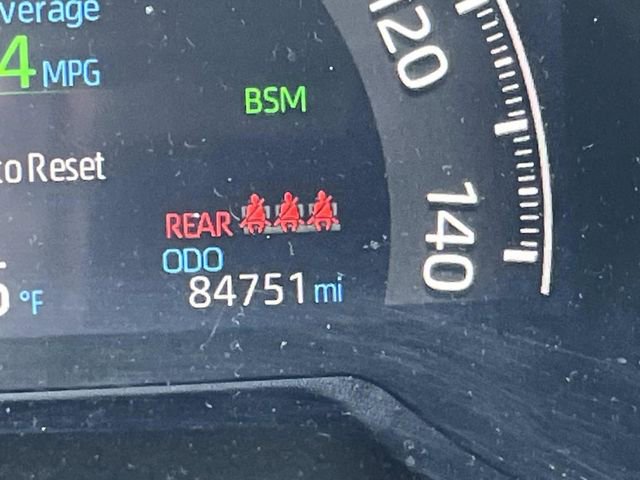 verage
4 MPG
120
BSM
to Reset
REAR
140
ODO
84751 mi
°F